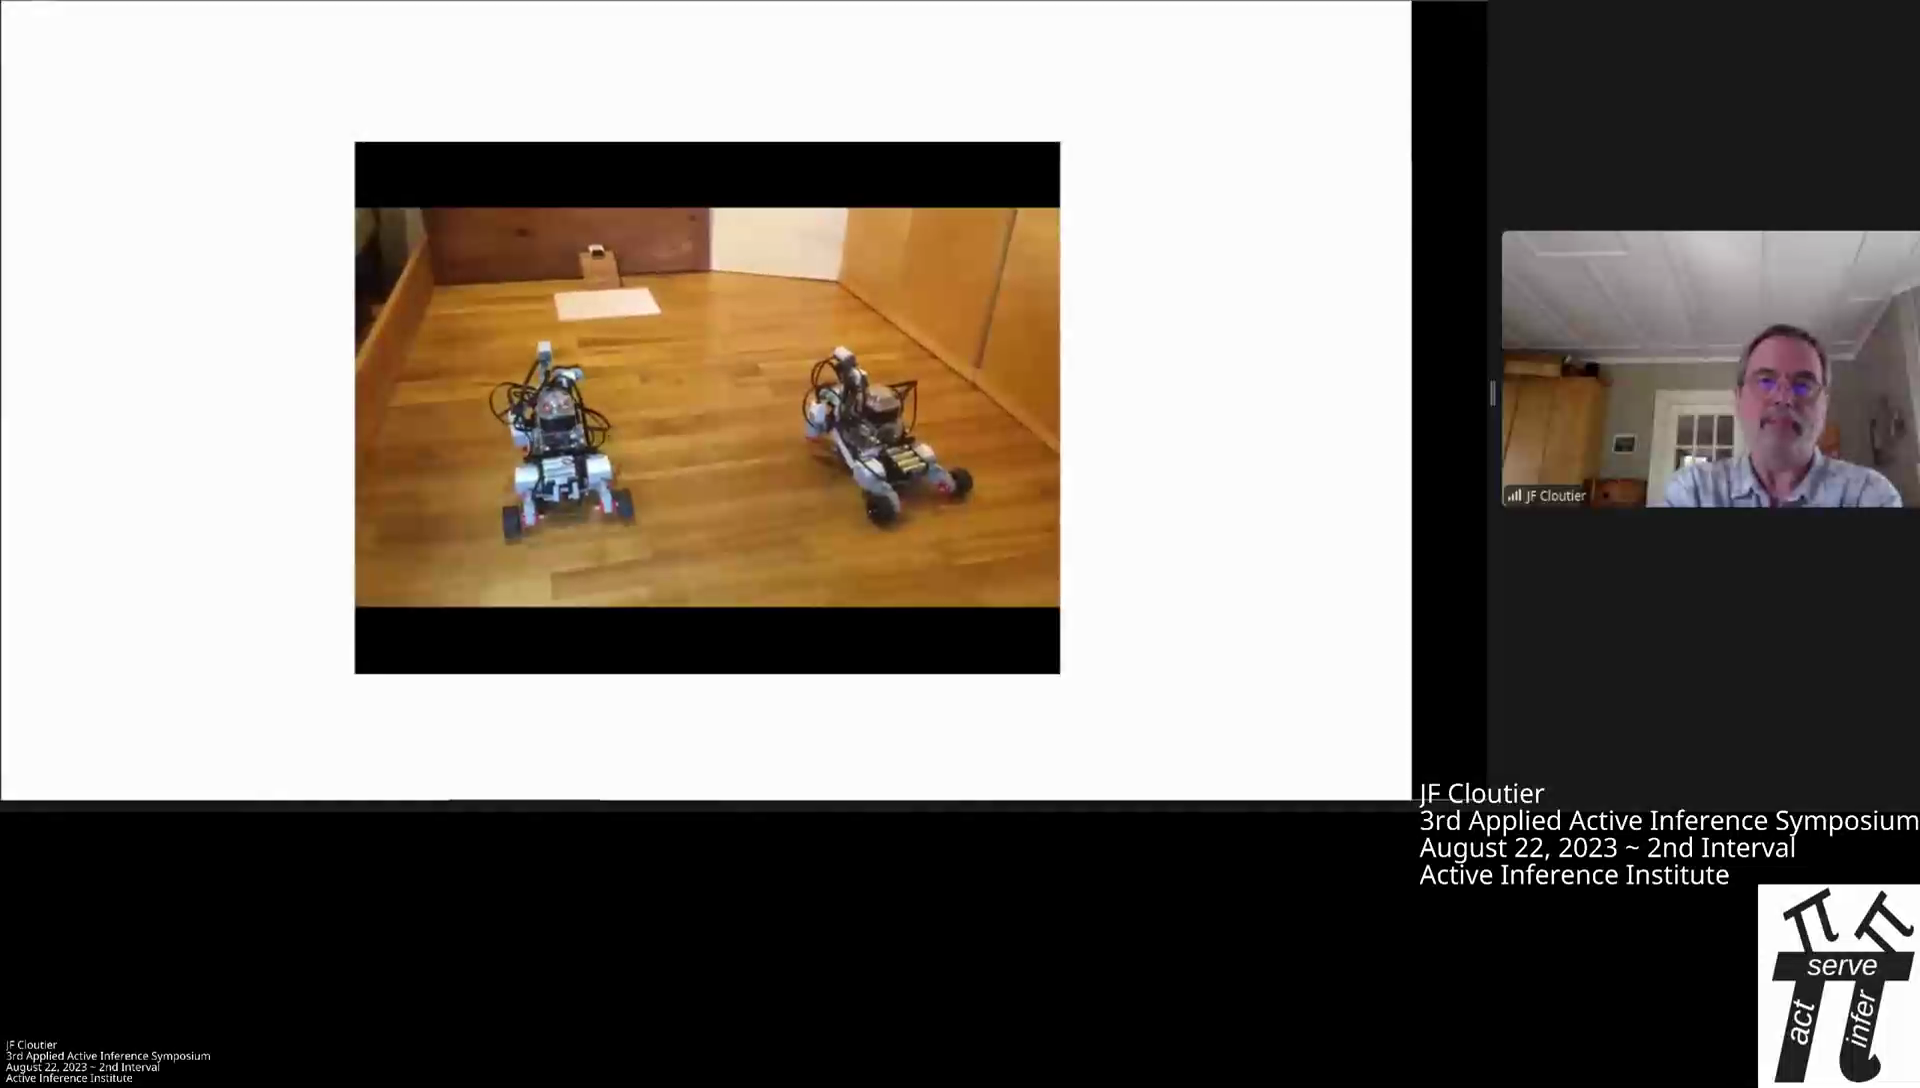 JF Cloutier
JF Cloutier
3rd Applied Active Inference Symposium
August 22, 2023 ~ 2nd Interval
Active Inference Institute
serve
act
infer
JF Cloutier
3rd Applied Active Inference Symposium
August 22, 2023 ~ 2nd Interval
Active Inference Institute